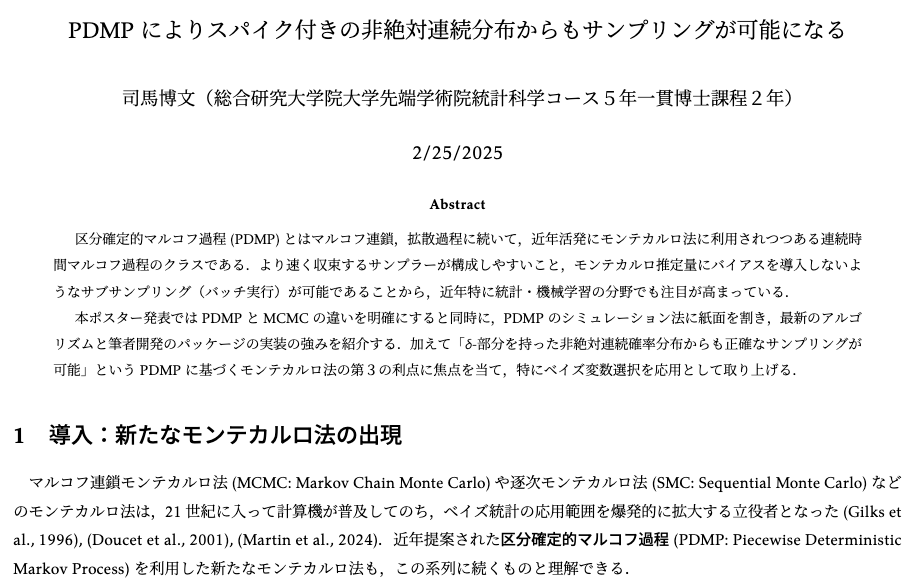 PDMP によりスパイク付きの非絶対連続分布からもサンプリングが可能になる
司馬博文（総合研究大学院大学先端学術院統計科学コース５年一貫博士課程２年）
2/25/2025
Abstract
区分確定的マルコフ過程 (PDMP) とはマルコフ連鎖，拡散過程に続いて，近年活発にモンテカルロ法に利用されつつある連続時
間マルコフ過程のクラスである．より速く収束するサンプラーが構成しやすいこと，モンテカルロ推定量にバイアスを導入しないよ
うなサブサンプリング（バッチ実行）が可能であることから，近年特に統計・機械学習の分野でも注目が高まっている．
本ポスター発表では PDMP と MCMC の違いを明確にすると同時に，PDMP のシミュレーション法に紙面を割き，最新のアルゴ
リズムと筆者開発のパッケージの実装の強みを紹介する．加えて「δ-部分を持った非絶対連続確率分布からも正確なサンプリングが
可能」という PDMP に基づくモンテカルロ法の第３の利点に焦点を当て，特にベイズ変数選択を応用として取り上げる．
1 導入：新たなモンテカルロ法の出現
マルコフ連鎖モンテカルロ法 (MCMC: Markov Chain Monte Carlo) や逐次モンテカルロ法 (SMC: Sequential Monte Carlo) など
のモンテカルロ法は，21 世紀に入って計算機が普及してのち，ベイズ統計の応用範囲を爆発的に拡大する立役者となった (Gilks et
al., 1996), (Doucet et al., 2001), (Martin et al., 2024)．近年提案された区分確定的マルコフ過程 (PDMP: Piecewise Deterministic
Markov Process) を利用した新たなモンテカルロ法も，この系列に続くものと理解できる．